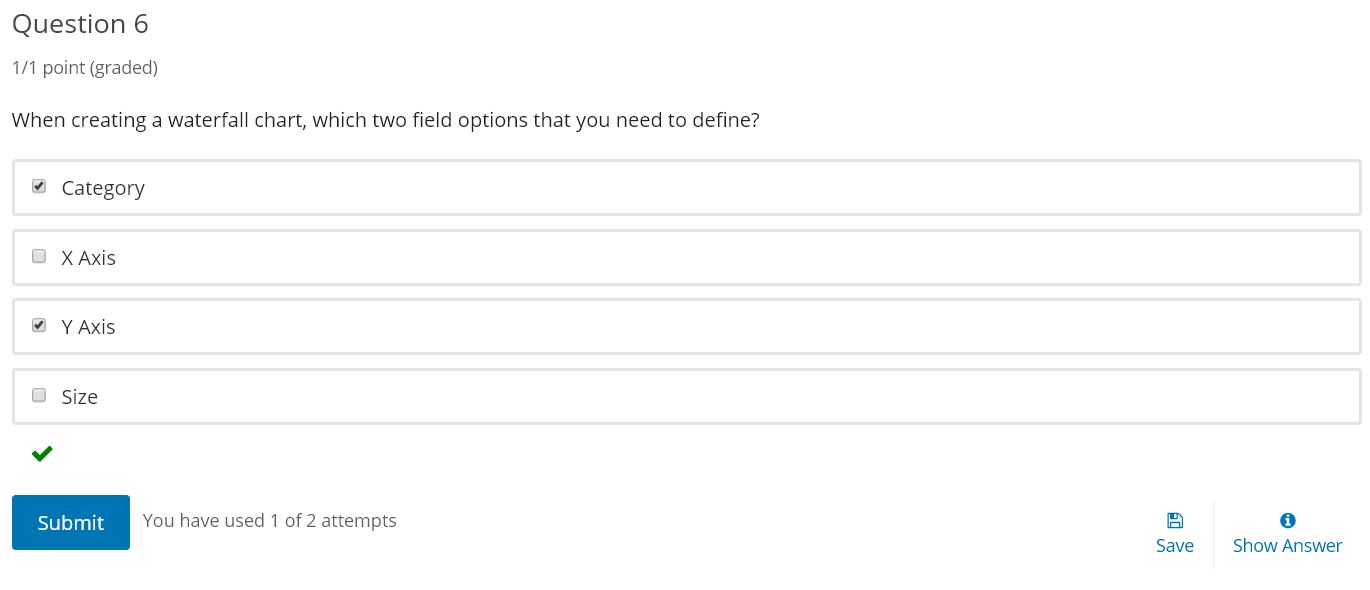 Question 6
1/1 point (graded)
When creating a waterfall chart, which two field options that you need to define?
Category
X Axis
Y Axis
Size
Submit
You have used 1 of 2 attempts
Save
Show Answer